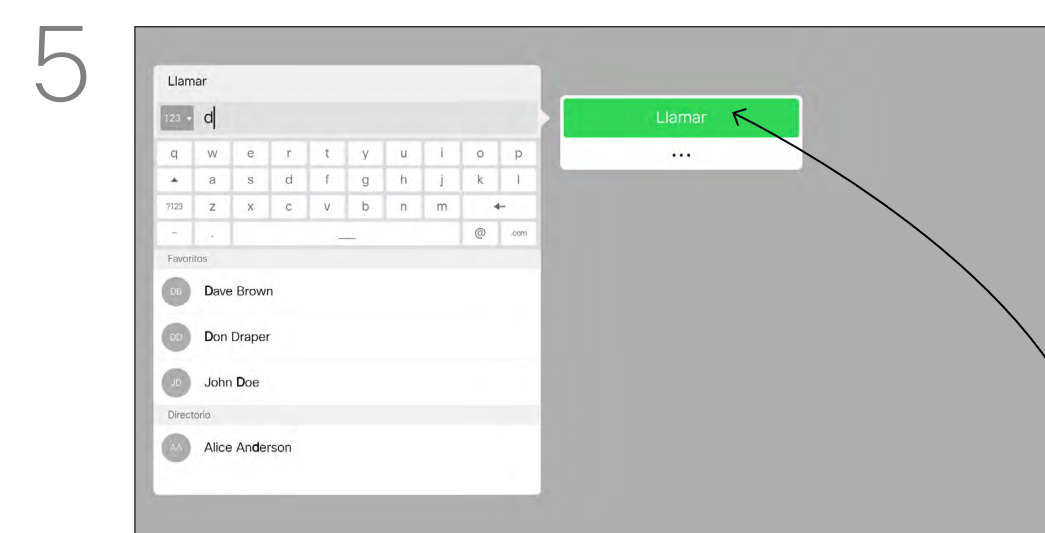 5
Llamar
123 d
Llamar
...
q w e r t y u i o p
a s d f g h j k l
?123 z x c v b n m
- . @ .com
Favoritos
DB Dave Brown
DD Don Draper
JD John Doe
Directorio
AA Alice Anderson